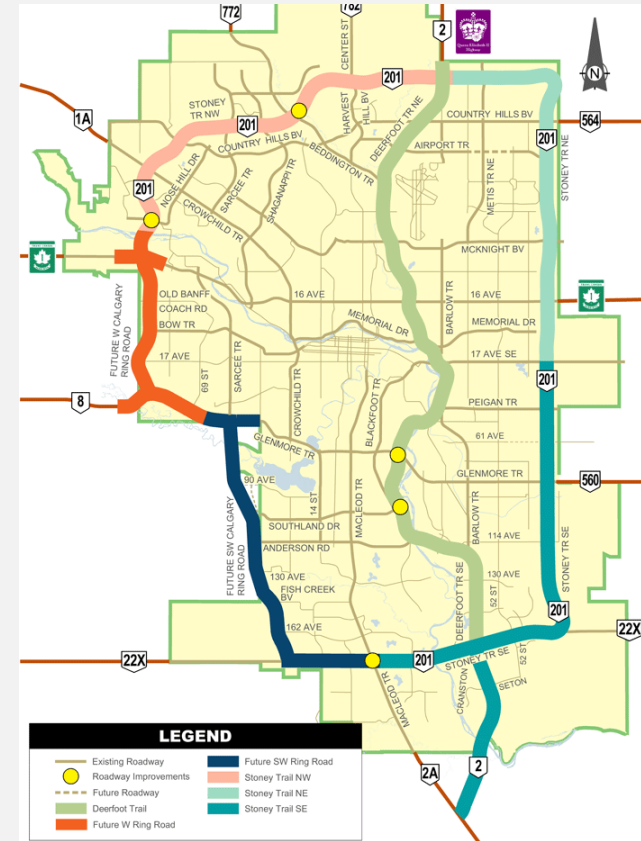 772
782
CENTER ST
2
N
1A
STONEY
TR NW
201
201
HARVEST
HILL BV
COUNTRY HILLS BV
564
COUNTRY HILLS BV
BEDDINGTON TR
DEERFOOT TR NE
AIRPORT TR
201
STONEY TR NE
201
NOSE HILL DR
SARCEE TR
SHAGANAPPI TR
METIS TR NE
CROWCHILD TR
MCKNIGHT BV
1
1
OLD BANFF
COACH RD
16 AVE
16 AVE
BARLOW TR
FUTURE W CALGARY
RING ROAD
BOW TR
MEMORIAL DR
MEMORIAL DR
17 AVE
17 AVE SE
69 ST
SARCEE TR
CROWCHILD TR
BLACKFOOT TR
201
8
PEIGAN TR
GLENMORE TR
61 AVE
90 AVE
GLENMORE TR
560
14 ST
MACLEOD TR
BARLOW TR
SOUTHLAND DR
114 AVE
ANDERSON RD
FUTURE SW CALGARY
RING ROAD
STONEY TR SE
130 AVE
130 AVE
FISH CREEK
BV
DEERFOOT TR SE
52 ST
201
162 AVE
22X
22X
201
STONEY TR SE
52 ST
CRANSTON
SETON
MACLEOD TR
2A
2
LEGEND
Existing Roadway
Roadway Improvements
Future Roadway
Deerfoot Trail
Future W Ring Road
Future SW Ring Road
Stoney Trail NW
Stoney Trail NE
Stoney Trail SE